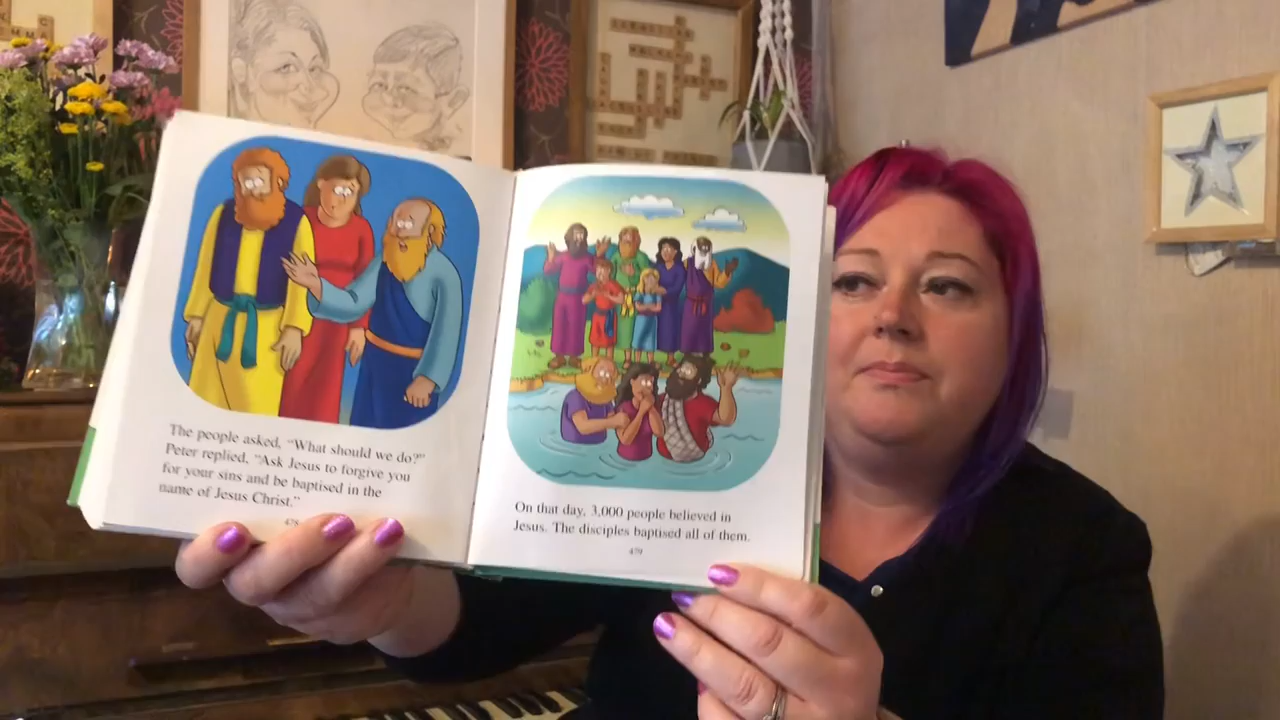 The people asked, “What should we do?”
Peter replied, “Ask Jesus to forgive you
for your sins and be baptised in the
name of Jesus Christ.”
478
On that day, 3,000 people believed in
Jesus. The disciples baptised all of them.
479